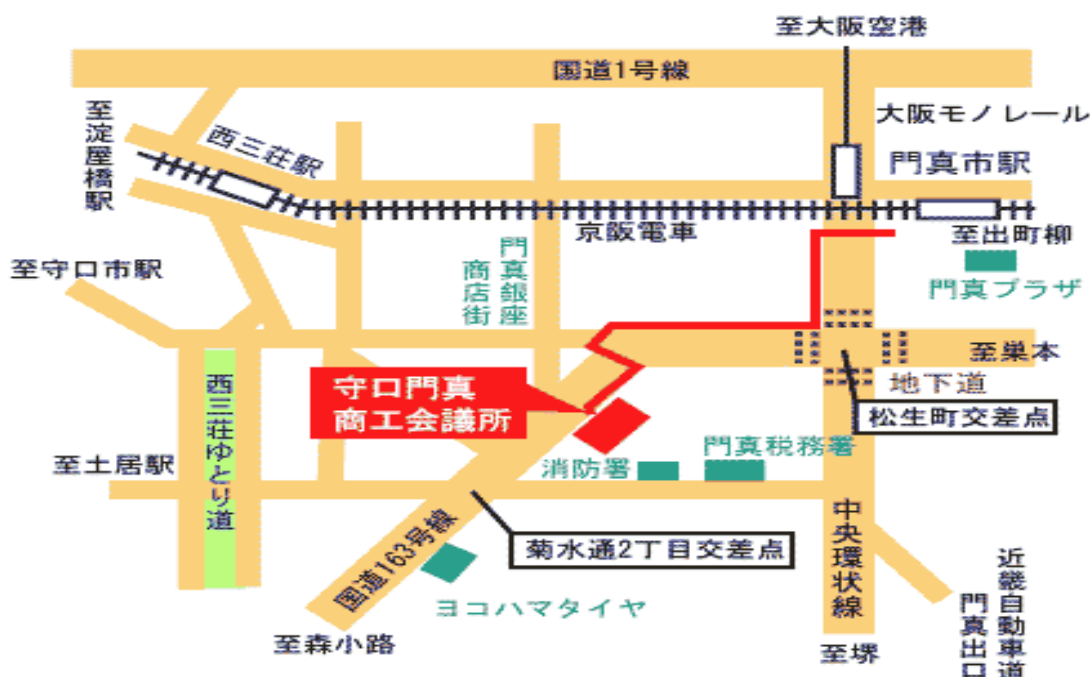 至大阪空港
国道1号線
大阪モノレール
至淀屋橋駅
西三荘駅
門真市駅
京阪電車
至出町柳
門真プラザ
至守口市駅
門真銀座
商店街
至巣本
地下道
松生町交差点
守口門真
商工会議所
西三荘ゆとり道
至土居駅
消防署
門真税務署
国道163号線
菊水通2丁目交差点
中央環状線
近畿自動車道
門真出口
ヨコハマタイヤ
至森小路
至堺